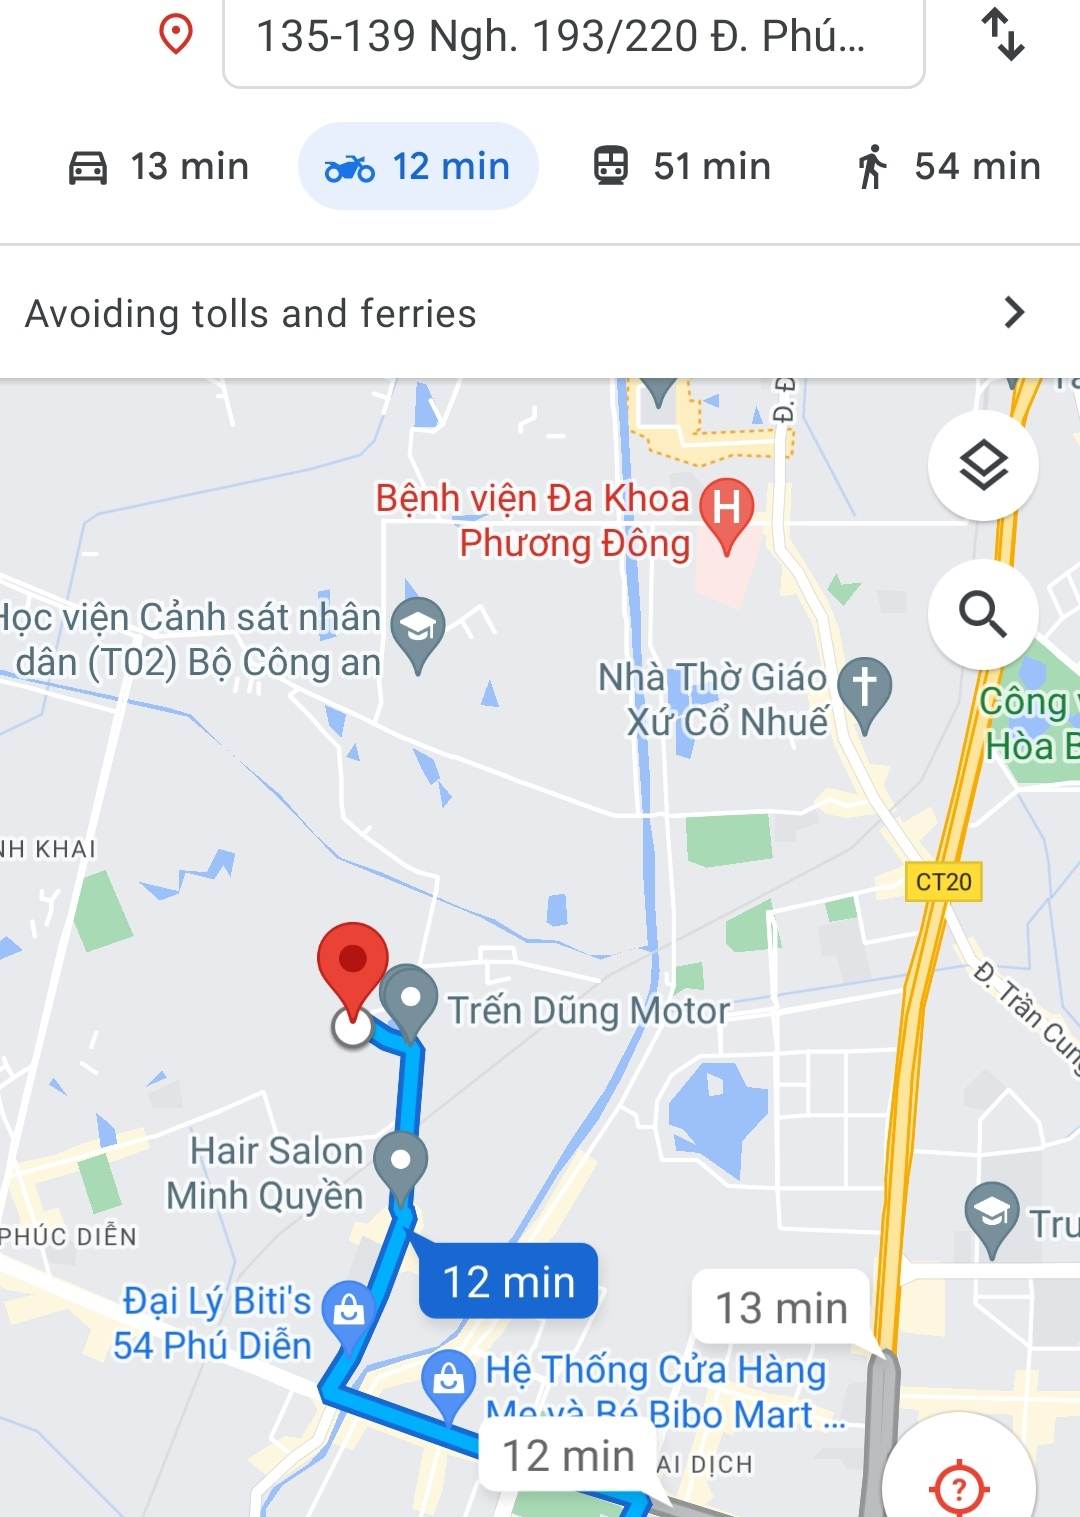 135-139 Ngh. 193/220 Đ. Phú...
13 min
12 min
51 min
54 min
Avoiding tolls and ferries
Đ. Đ
Bệnh viện Đa Khoa
Phương Đông
H
Học viện Cảnh sát nhân
dân (T02) Bộ Công an
Nhà Thờ Giáo
Xứ Cổ Nhuế
Công v
Hòa B
NH KHAI
CT20
Đ. Trần Cung
Trến Dũng Motor
Hair Salon
Minh Quyền
PHÚC DIỄN
Tru
12 min
Đại Lý Biti's
54 Phú Diễn
13 min
Hệ Thống Cửa Hàng
Mẹ và Bé Bibo Mart ...
12 min
AI DỊCH
?